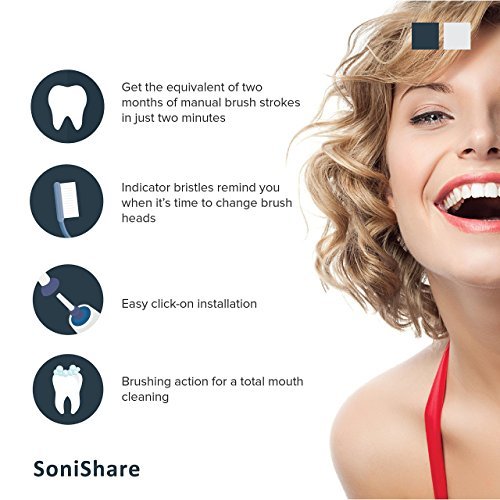 Get the equivalent of two
months of manual brush strokes
in just two minutes
Indicator bristles remind you
when it's time to change brush
heads
Easy click-on installation
Brushing action for a total mouth
cleaning
SoniShare